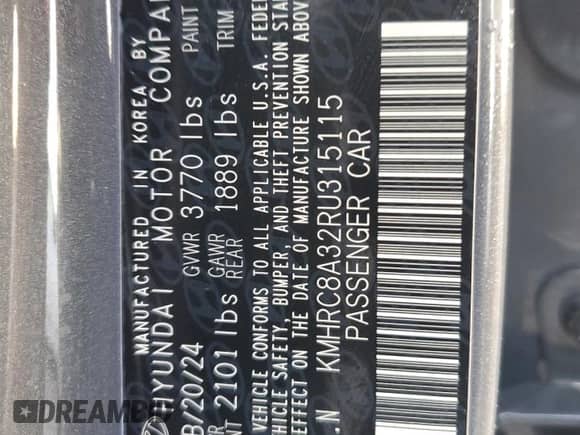 MANUFACTURED IN KOREA BY
HYUNDAI MOTOR COMPA
/20/24 GVWR 3770 lbs PAINT
GAWR
REAR
2101 lbs 1889 lbs TRIM
VEHICLE CONFORMS TO ALL APPLICABLE U.S.A. FEDE
VEHICLE SAFETY, BUMPER, AND THEFT PREVENTION STA
EFFECT ON THE DATE OF MANUFACTURE SHOWN ABOV
.N KMHRC8A32RU315115
PASSENGER CAR
DREAMBID